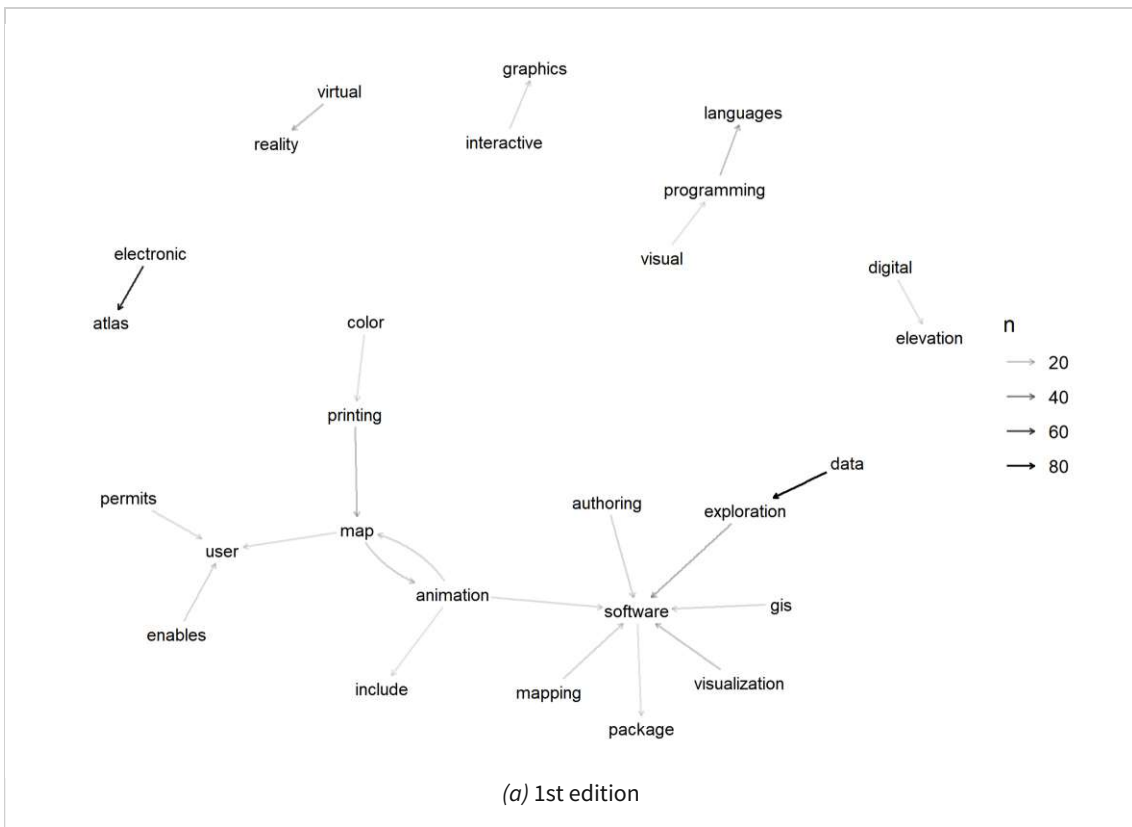 graphics
virtual
languages
reality
interactive
programming
electronic
visual
digital
atlas
color
elevation
n
20
printing
40
60
data
80
permits
authoring
exploration
map
user
animation
software
gis
enables
include
mapping
visualization
package
(a) 1st edition